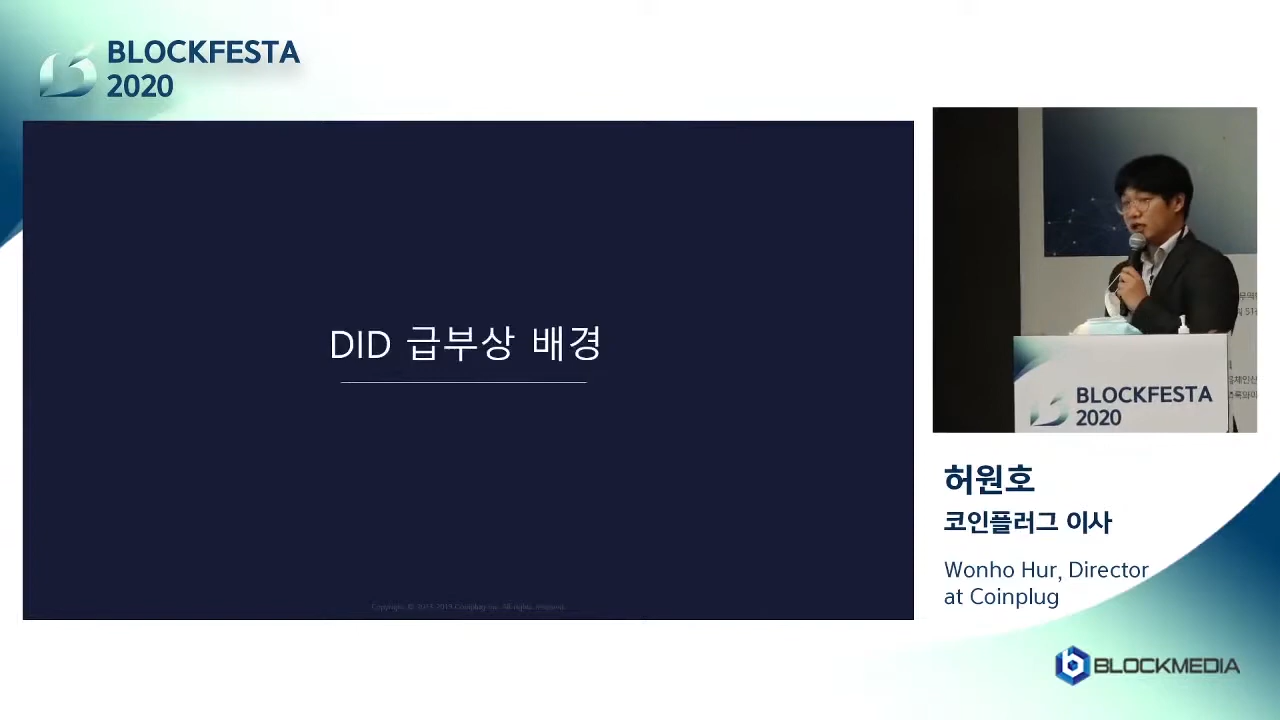 BLOCKFESTA
2020
DID 급부상 배경
BLOCKFESTA
2020
허원호
코인플러그 이사
Wonho Hur, Director
at Coinplug
BLOCKMEDIA